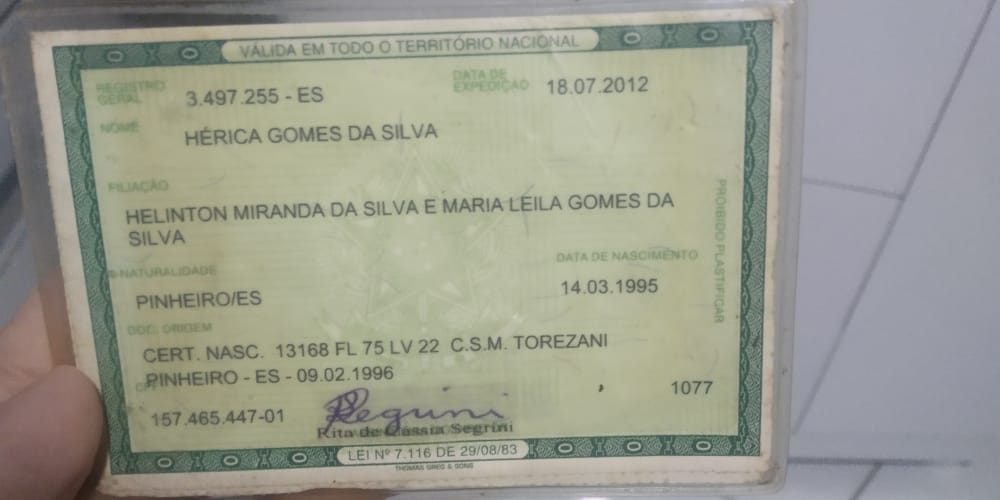 VÁLIDA EM TODO O TERRITÓRIO NACIONAL
REGISTRO GERAL 3.497.255 - ES DATA DE EXPEDIÇÃO 18.07.2012
NOME HÉRICA GOMES DA SILVA
FILIAÇÃO
HELINTON MIRANDA DA SILVA E MARIA LEILA GOMES DA
SILVA
NATURALIDADE DATA DE NASCIMENTO
PINHEIRO/ES 14.03.1995
DOC. ORIGEM
CERT. NASC. 13168 FL 75 LV 22 C.S.M. TOREZANI
PINHEIRO - ES - 09.02.1996
CPF
157.465.447-01 1077
Segrini
Rita de Cássia Segrini
LEI Nº 7.116 DE 29/08/83
THOMAS GREG & SONS
PROIBIDO PLASTIFICAR